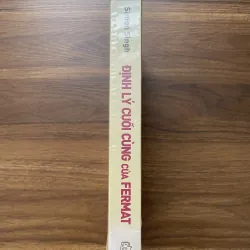 Simon Singh
ĐỊNH LÝ CUỐI CÙNG CỦA FERMAT